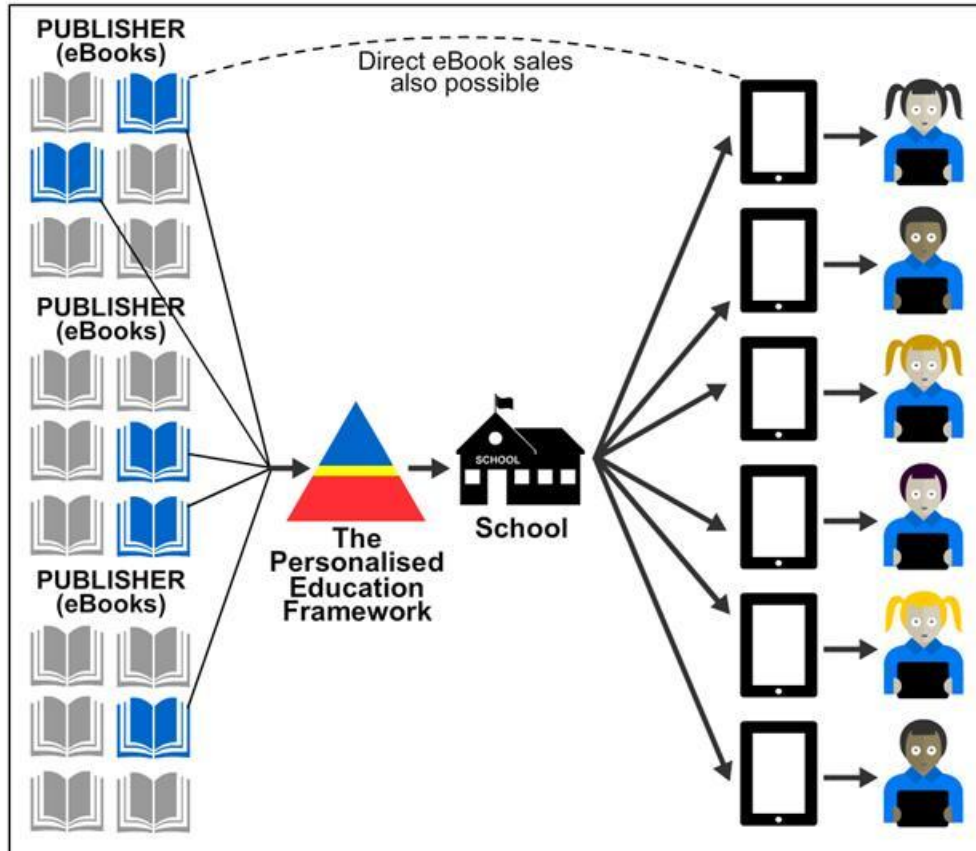 PUBLISHER
(eBooks)
Direct eBook sales
also possible
PUBLISHER
(eBooks)
SCHOOL
The
Personalised
Education
Framework
School
PUBLISHER
(eBooks)